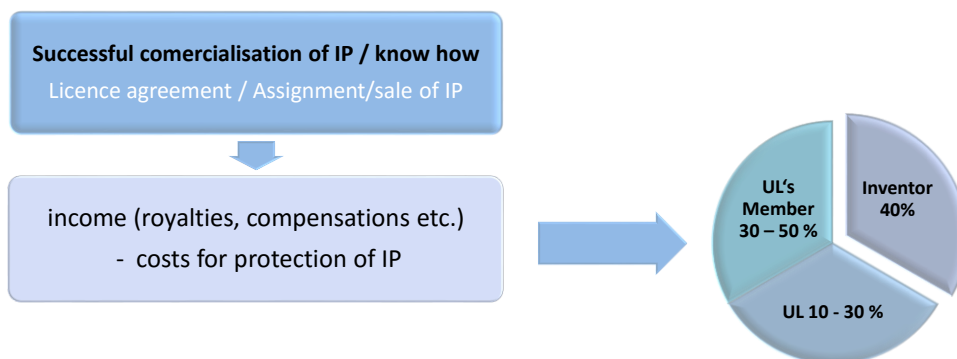 Successful comercialisation of IP / know how
Licence agreement / Assignment/sale of IP
income (royalties, compensations etc.)
- costs for protection of IP
UL‘s
Member
30 – 50 %
Inventor
40%
UL 10 - 30 %